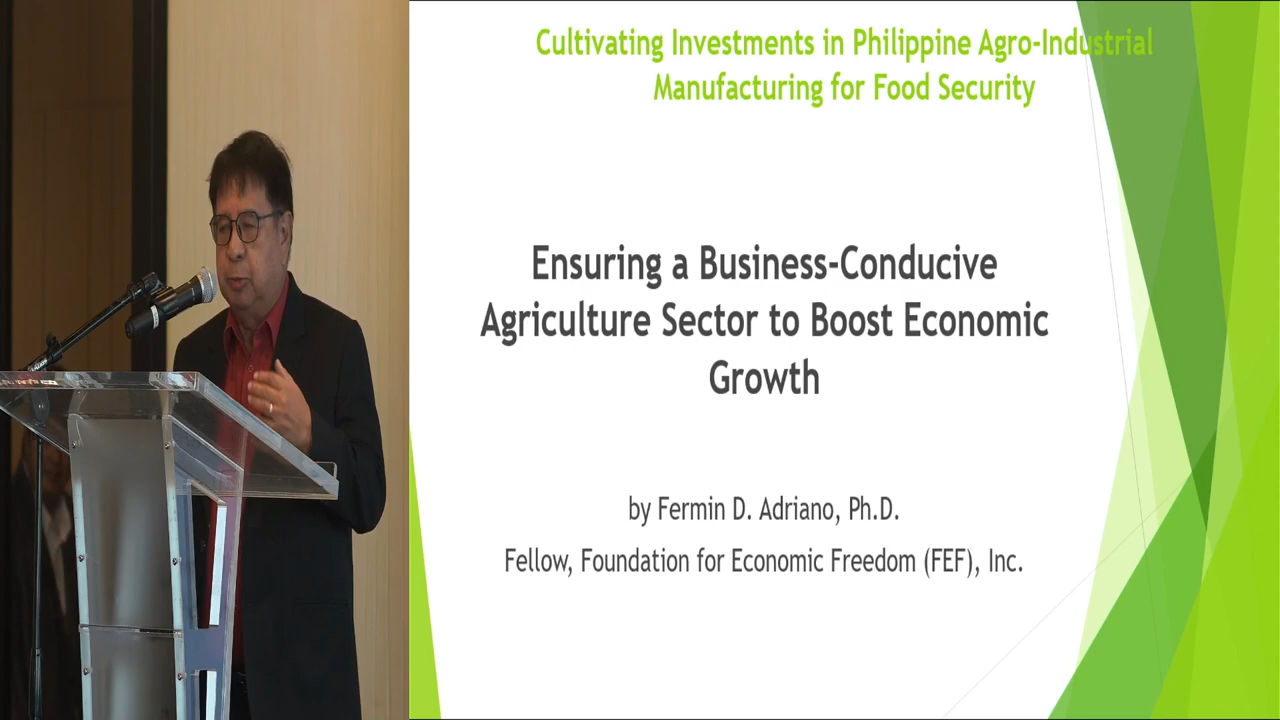 Cultivating Investments in Philippine Agro-Industrial
Manufacturing for Food Security
Ensuring a Business-Conducive
Agriculture Sector to Boost Economic
Growth
by Fermin D. Adriano, Ph.D.
Fellow, Foundation for Economic Freedom (FEF), Inc.